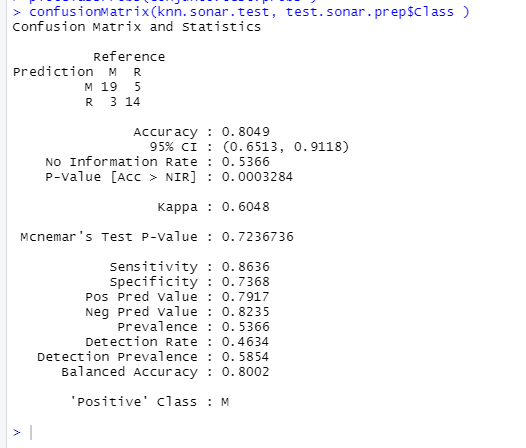 > confusionMatrix(knn.sonar.test, test.sonar.prep$Class )
Confusion Matrix and Statistics
Reference
Prediction M R
M 19 5
R 3 14
Accuracy : 0.8049
95% CI : (0.6513, 0.9118)
No Information Rate : 0.5366
P-Value [Acc > NIR] : 0.0003284
Kappa : 0.6048
Mcnemar's Test P-Value : 0.7236736
Sensitivity : 0.8636
Specificity : 0.7368
Pos Pred Value : 0.7917
Neg Pred Value : 0.8235
Prevalence : 0.5366
Detection Rate : 0.4634
Detection Prevalence : 0.5854
Balanced Accuracy : 0.8002
'Positive' Class : M
>